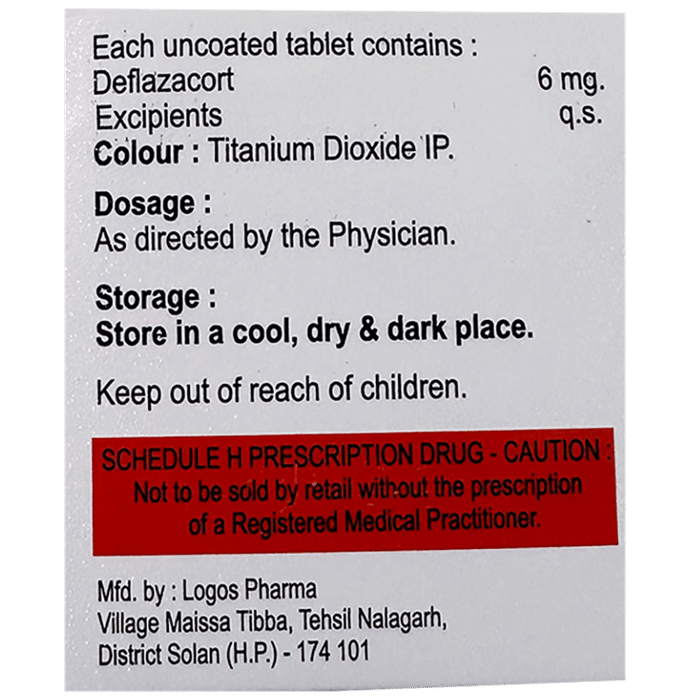 Each uncoated tablet contains :
Deflazacort 6 mg.
Excipients q.s.
Colour : Titanium Dioxide IP.
Dosage :
As directed by the Physician.
Storage :
Store in a cool, dry & dark place.
Keep out of reach of children.
SCHEDULE H PRESCRIPTION DRUG - CAUTION :
Not to be sold by retail without the prescription
of a Registered Medical Practitioner.
Mfd. by : Logos Pharma
Village Maissa Tibba, Tehsil Nalagarh,
District Solan (H.P.) - 174 101